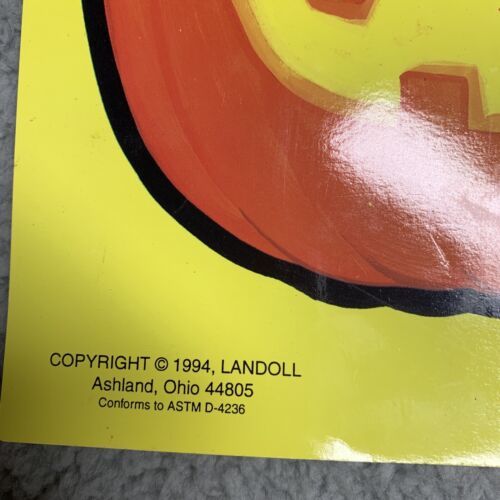 COPYRIGHT © 1994, LANDOLL
Ashland, Ohio 44805
Conforms to ASTM D-4236